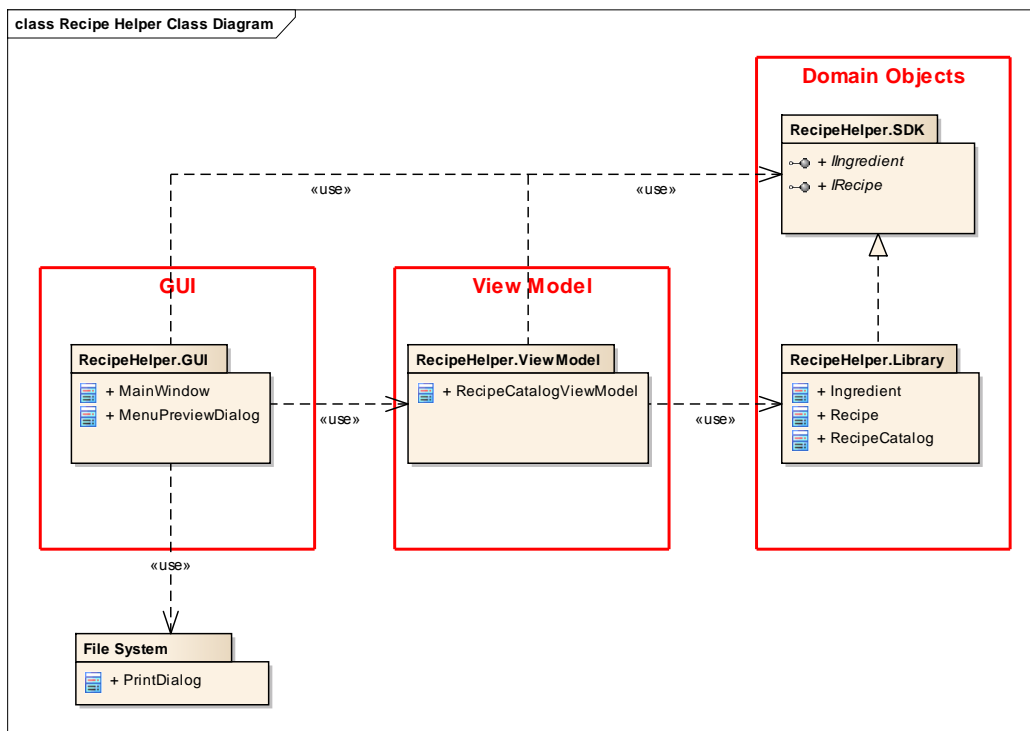 class Recipe Helper Class Diagram
Domain Objects
RecipeHelper.SDK
+ IIngredient
+ IRecipe
«use»
«use»
GUI
View Model
RecipeHelper.GUI
+ MainWindow
+ MenuPreviewDialog
RecipeHelper.ViewModel
+ RecipeCatalogViewModel
RecipeHelper.Library
+ Ingredient
+ Recipe
+ RecipeCatalog
«use»
«use»
«use»
File System
+ PrintDialog